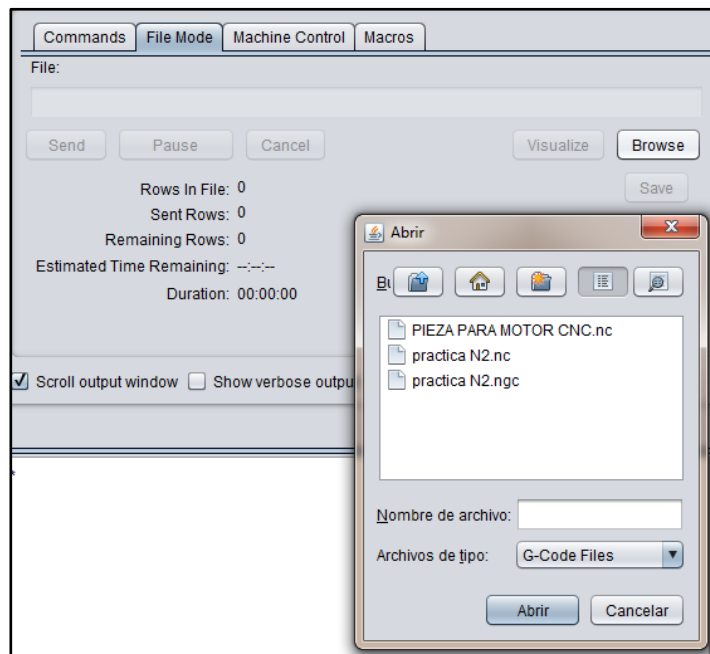 Commands File Mode Machine Control Macros
File:
Send Pause Cancel Visualize Browse
Rows In File: 0 Save
Sent Rows: 0
Remaining Rows: 0
Estimated Time Remaining: --:--:--
Duration: 00:00:00
Scroll output window Show verbose outpu
*
Abrir
Bu
PIEZA PARA MOTOR CNC.nc
practica N2.nc
practica N2.ngc
Nombre de archivo:
Archivos de tipo: G-Code Files
Abrir Cancelar